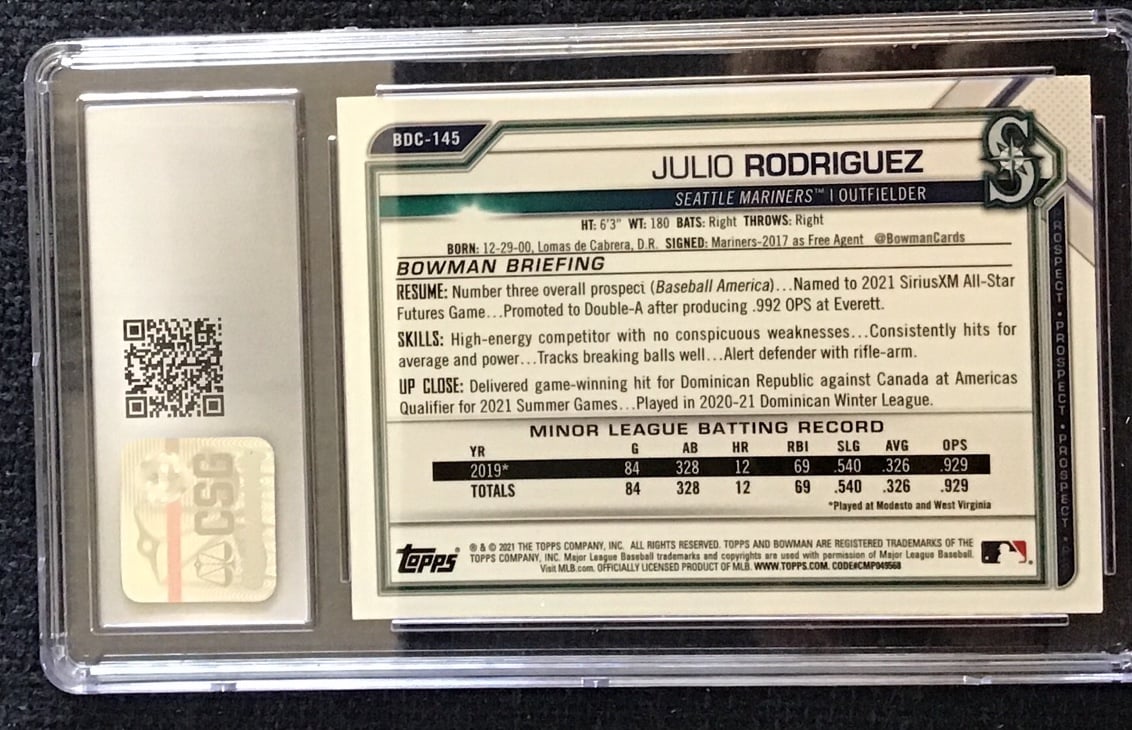 BDC-145
JULIO RODRIGUEZ
SEATTLE MARINERS™ | OUTFIELDER
HT: 6'3" WT: 180 BATS: Right THROWS: Right
BORN: 12-29-00, Lomas de Cabrera, D.R. SIGNED: Mariners-2017 as Free Agent @BowmanCards
BOWMAN BRIEFING
RESUME: Number three overall prospect (Baseball America)...Named to 2021 SiriusXM All-Star
Futures Game...Promoted to Double-A after producing .992 OPS at Everett.
SKILLS: High-energy competitor with no conspicuous weaknesses...Consistently hits for
average and power...Tracks breaking balls well...Alert defender with rifle-arm.
UP CLOSE: Delivered game-winning hit for Dominican Republic against Canada at Americas
Qualifier for 2021 Summer Games...Played in 2020-21 Dominican Winter League.
MINOR LEAGUE BATTING RECORD
YR G AB HR RBI SLG AVG OPS
2019* 84 328 12 69 .540 .326 .929
TOTALS 84 328 12 69 .540 .326 .929
*Played at Modesto and West Virginia
topps®
® & © 2021 THE TOPPS COMPANY, INC. ALL RIGHTS RESERVED. TOPPS AND BOWMAN ARE REGISTERED TRADEMARKS OF THE
TOPPS COMPANY, INC. Major League Baseball trademarks and copyrights are used with permission of Major League Baseball.
Visit MLB.com. OFFICIALLY LICENSED PRODUCT OF MLB. WWW.TOPPS.COM. CODE#CMP049568
PROSPECT • PROSPECT • PROSPECT • P
CSG